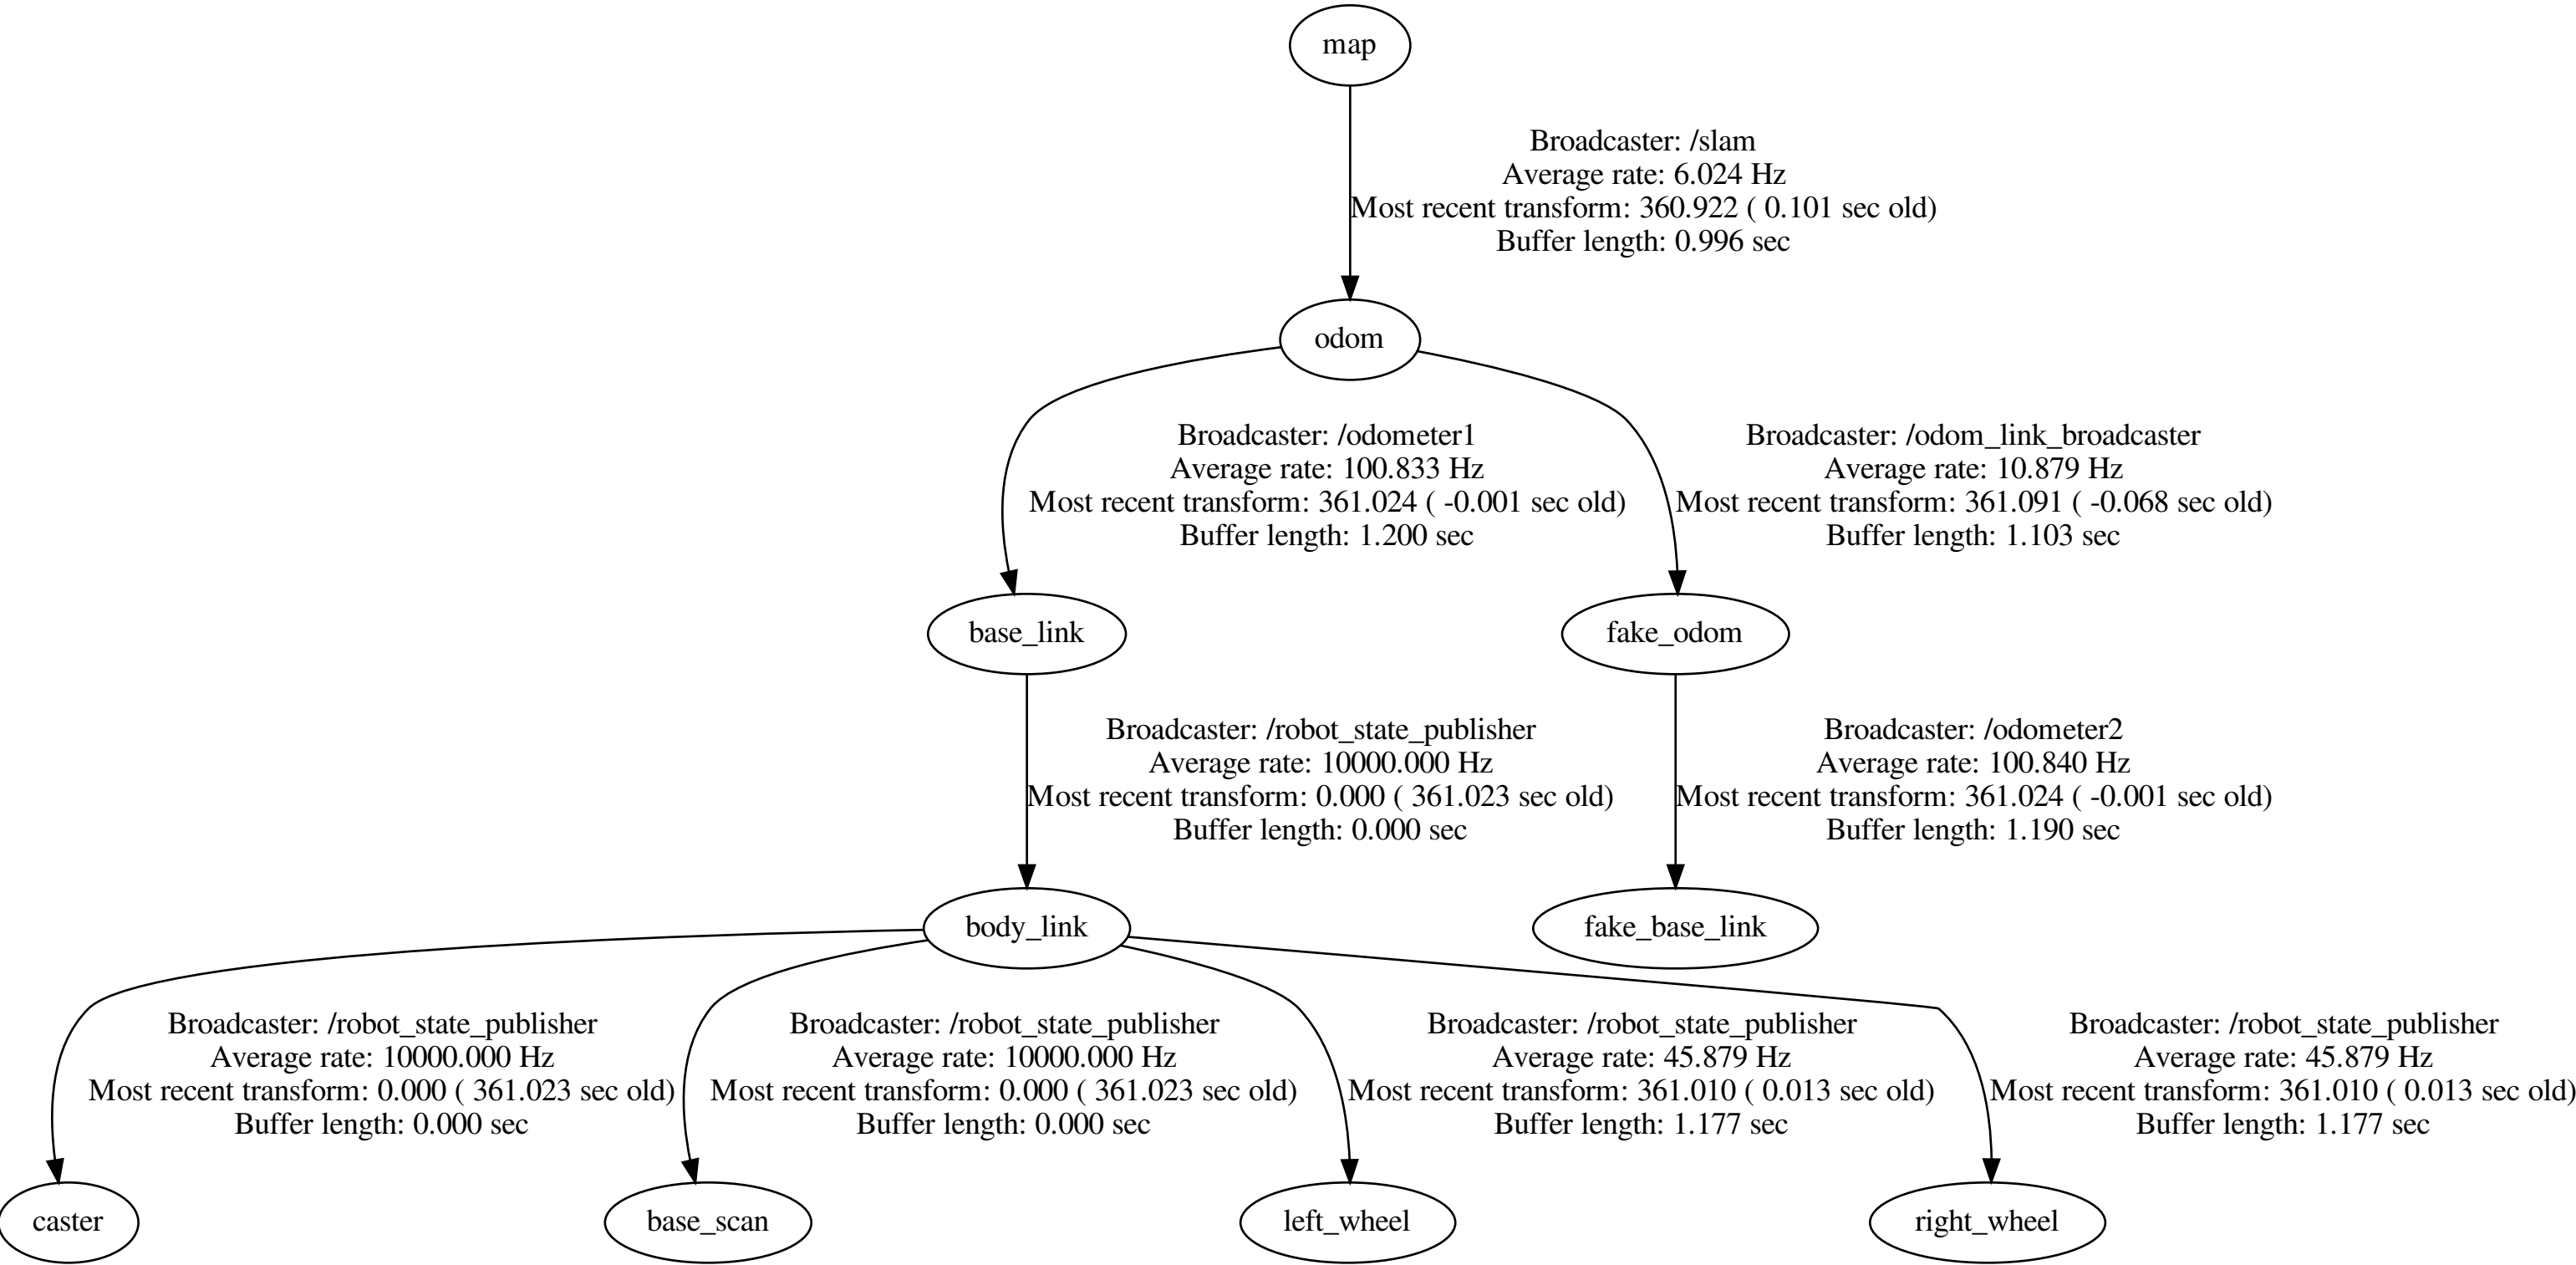 map
Broadcaster: /slam
Average rate: 6.024 Hz
Most recent transform: 360.922 ( 0.101 sec old)
Buffer length: 0.996 sec
odom
Broadcaster: /odometer1
Average rate: 100.833 Hz
Most recent transform: 361.024 ( -0.001 sec old)
Buffer length: 1.200 sec
Broadcaster: /odom_link_broadcaster
Average rate: 10.879 Hz
Most recent transform: 361.091 ( -0.068 sec old)
Buffer length: 1.103 sec
base_link
fake_odom
Broadcaster: /robot_state_publisher
Average rate: 10000.000 Hz
Most recent transform: 0.000 ( 361.023 sec old)
Buffer length: 0.000 sec
Broadcaster: /odometer2
Average rate: 100.840 Hz
Most recent transform: 361.024 ( -0.001 sec old)
Buffer length: 1.190 sec
body_link
fake_base_link
Broadcaster: /robot_state_publisher
Average rate: 10000.000 Hz
Most recent transform: 0.000 ( 361.023 sec old)
Buffer length: 0.000 sec
Broadcaster: /robot_state_publisher
Average rate: 10000.000 Hz
Most recent transform: 0.000 ( 361.023 sec old)
Buffer length: 0.000 sec
Broadcaster: /robot_state_publisher
Average rate: 45.879 Hz
Most recent transform: 361.010 ( 0.013 sec old)
Buffer length: 1.177 sec
Broadcaster: /robot_state_publisher
Average rate: 45.879 Hz
Most recent transform: 361.010 ( 0.013 sec old)
Buffer length: 1.177 sec
caster
base_scan
left_wheel
right_wheel